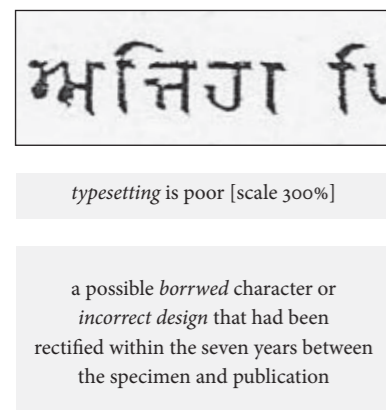 ਅਜਿਹਾ
typesetting is poor [scale 300%]
a possible borrwed character or
incorrect design that had been
rectified within the seven years between
the specimen and publication